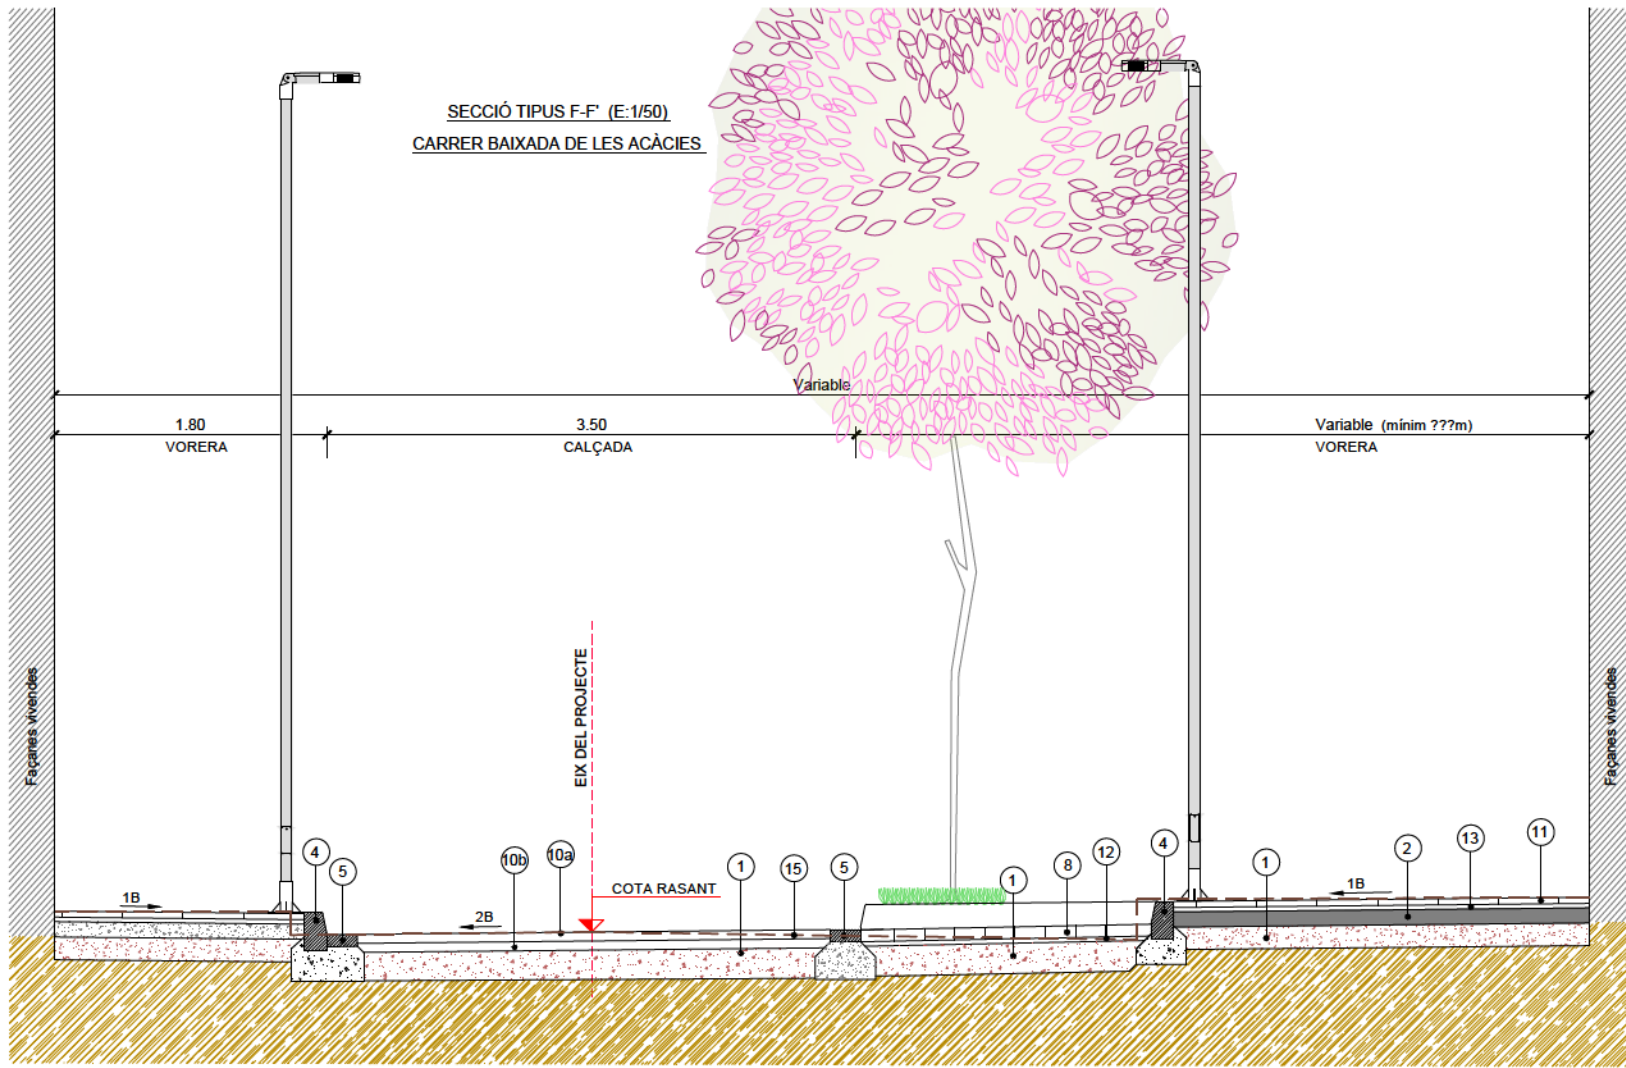 SECCIÓ TIPUS F-F' (E:1/50)
CARRER BAIXADA DE LES ACÀCIES
Variable
1.80
3.50
Variable (mínim ???m)
VORERA
CALÇADA
VORERA
Façanes vivendes
EIX DEL PROJECTE
Façanes vivendes
4
5
10b
10a
1
15
5
1
8
12
4
1
2
13
11
COTA RASANT
1B
2B
1B